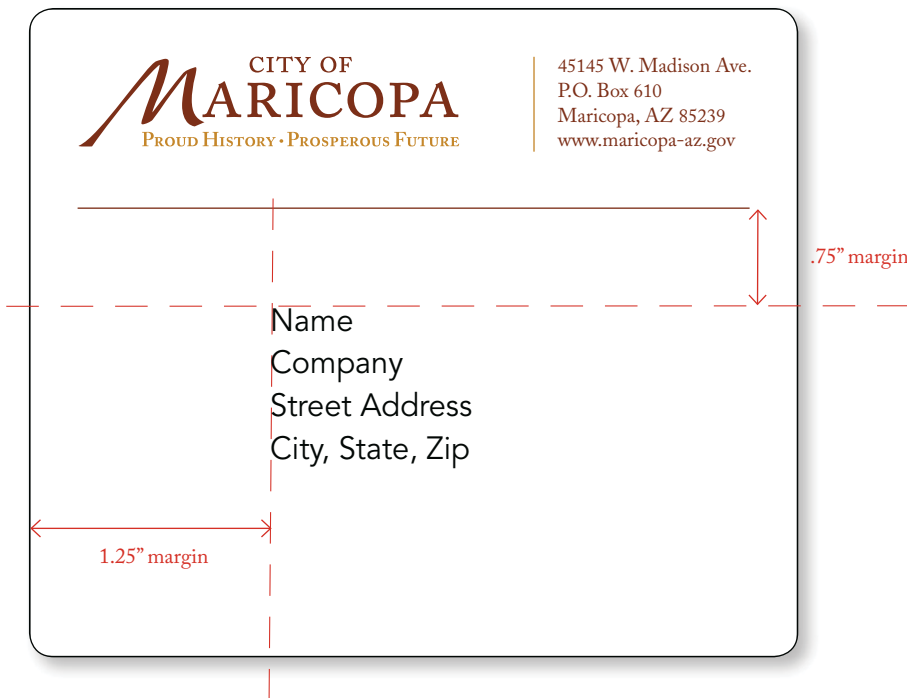 CITY OF
MARICOPA
PROUD HISTORY • PROSPEROUS FUTURE
45145 W. Madison Ave.
P.O. Box 610
Maricopa, AZ 85239
www.maricopa-az.gov
.75” margin
Name
Company
Street Address
City, State, Zip
1.25” margin